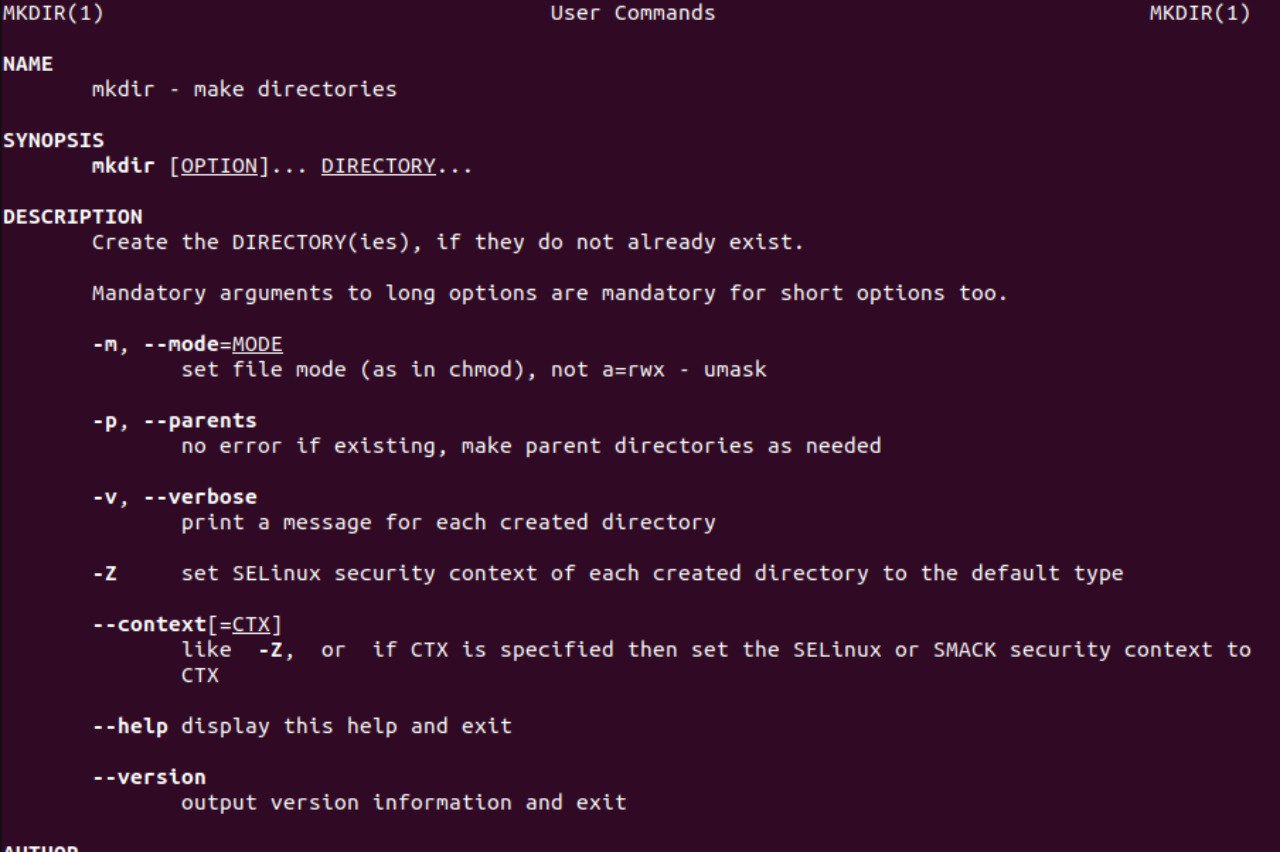 MKDIR(1) User Commands MKDIR(1)
NAME
mkdir - make directories
SYNOPSIS
mkdir [OPTION]... DIRECTORY...
DESCRIPTION
Create the DIRECTORY(ies), if they do not already exist.
Mandatory arguments to long options are mandatory for short options too.
-m, --mode=MODE
set file mode (as in chmod), not a=rwx - umask
-p, --parents
no error if existing, make parent directories as needed
-v, --verbose
print a message for each created directory
-Z set SELinux security context of each created directory to the default type
--context[=CTX]
like -Z, or if CTX is specified then set the SELinux or SMACK security context to
CTX
--help display this help and exit
--version
output version information and exit
AUTHOR